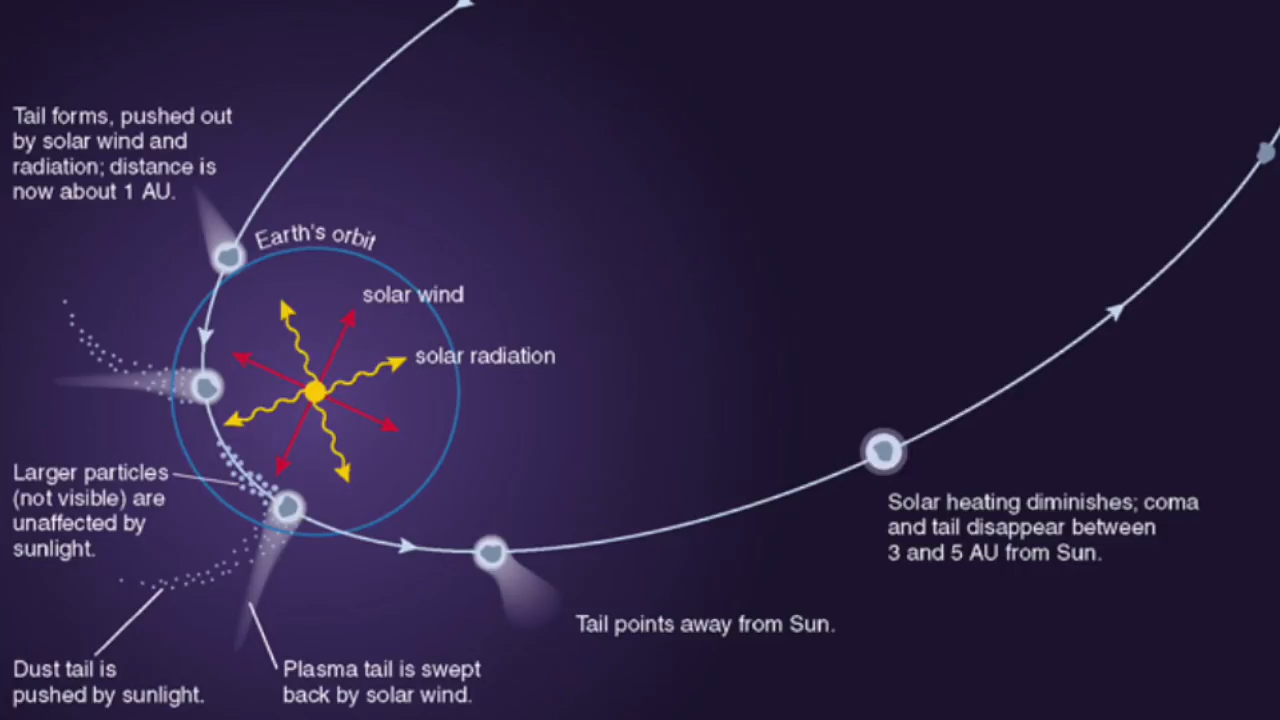 Tail forms, pushed out
by solar wind and
radiation; distance is
now about 1 AU.
Earth's orbit
solar wind
solar radiation
Larger particles
(not visible) are
unaffected by
sunlight.
Solar heating diminishes; coma
and tail disappear between
3 and 5 AU from Sun.
Tail points away from Sun.
Dust tail is
pushed by sunlight.
Plasma tail is swept
back by solar wind.